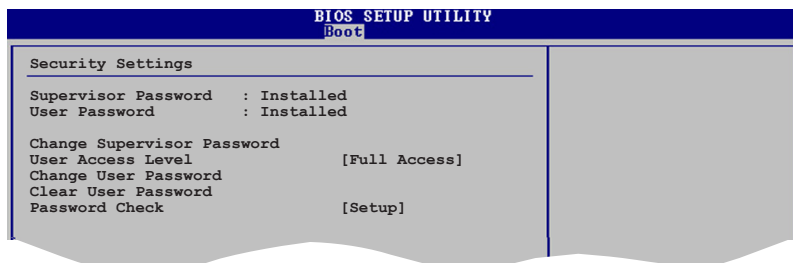 BIOS SETUP UTILITY
Boot
Security Settings
Supervisor Password : Installed
User Password : Installed
Change Supervisor Password
User Access Level [Full Access]
Change User Password
Clear User Password
Password Check [Setup]